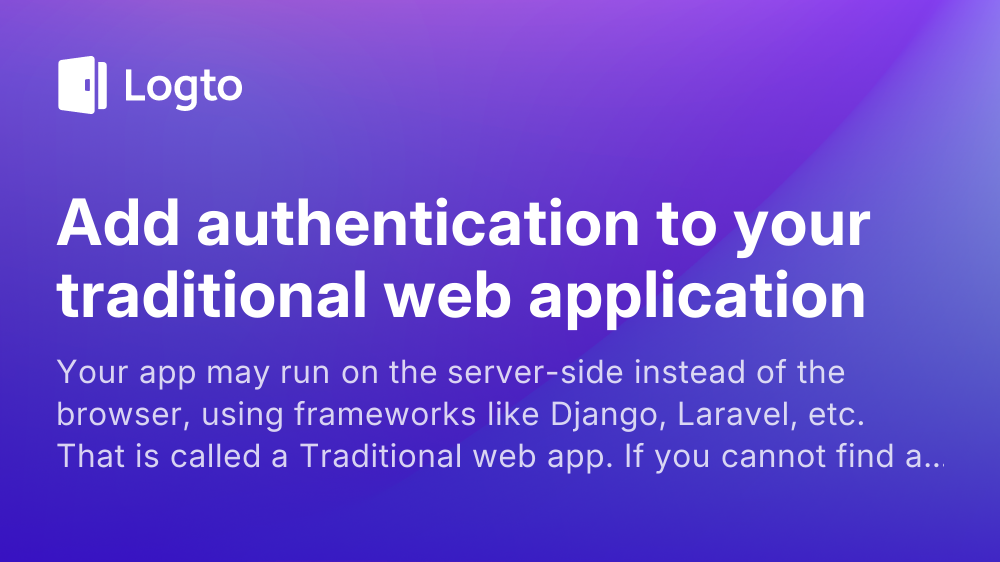 Logto
Add authentication to your
traditional web application
Your app may run on the server-side instead of the
browser, using frameworks like Django, Laravel, etc.
That is called a Traditional web app. If you cannot find a...